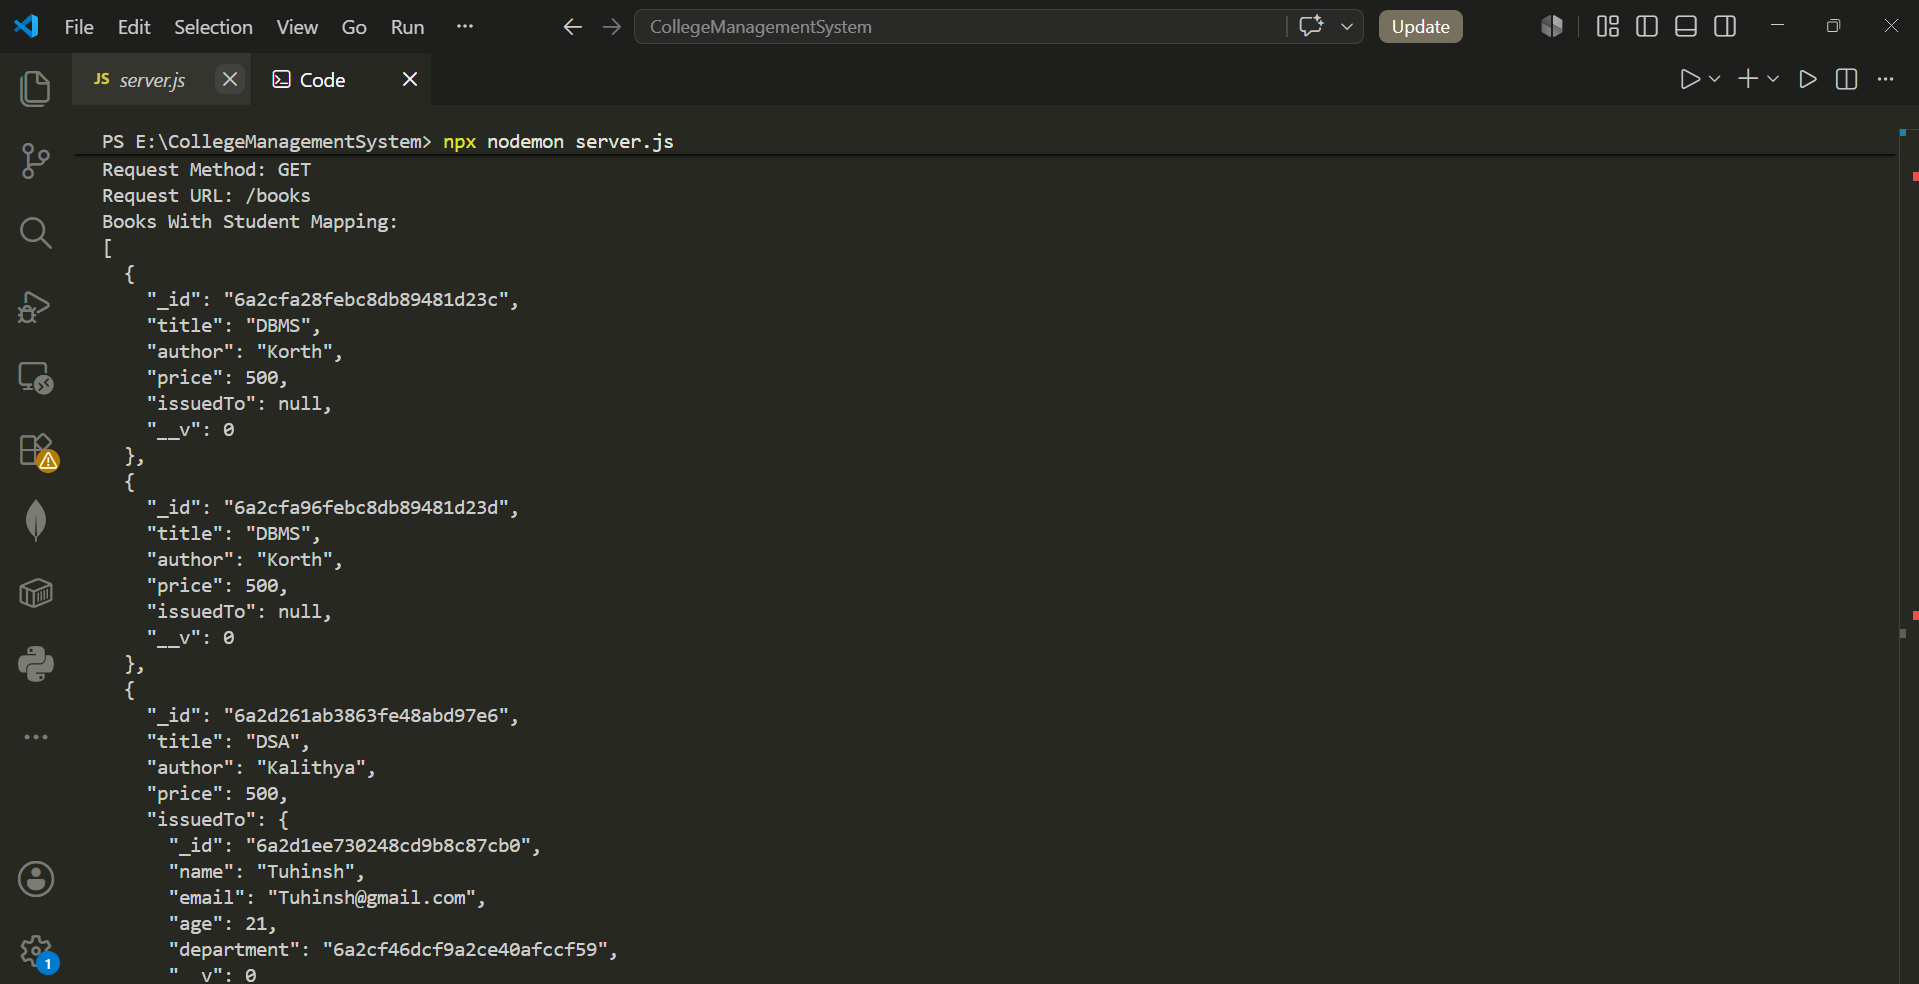 File Edit Selection View Go Run ··· CollegeManagementSystem Update
JS server.js Code
PS E:\CollegeManagementSystem> npx nodemon server.js
Request Method: GET
Request URL: /books
Books With Student Mapping:
[
  {
    "_id": "6a2cfa28febc8db89481d23c",
    "title": "DBMS",
    "author": "Korth",
    "price": 500,
    "issuedTo": null,
    "__v": 0
  },
  {
    "_id": "6a2cfa96febc8db89481d23d",
    "title": "DBMS",
    "author": "Korth",
    "price": 500,
    "issuedTo": null,
    "__v": 0
  },
  {
    "_id": "6a2d261ab3863fe48abd97e6",
    "title": "DSA",
    "author": "Kalithya",
    "price": 500,
    "issuedTo": {
      "_id": "6a2d1ee730248cd9b8c87cb0",
      "name": "Tuhinsh",
      "email": "Tuhinsh@gmail.com",
      "age": 21,
      "department": "6a2cf46dcf9a2ce40afccf59",
      "__v": 0
1